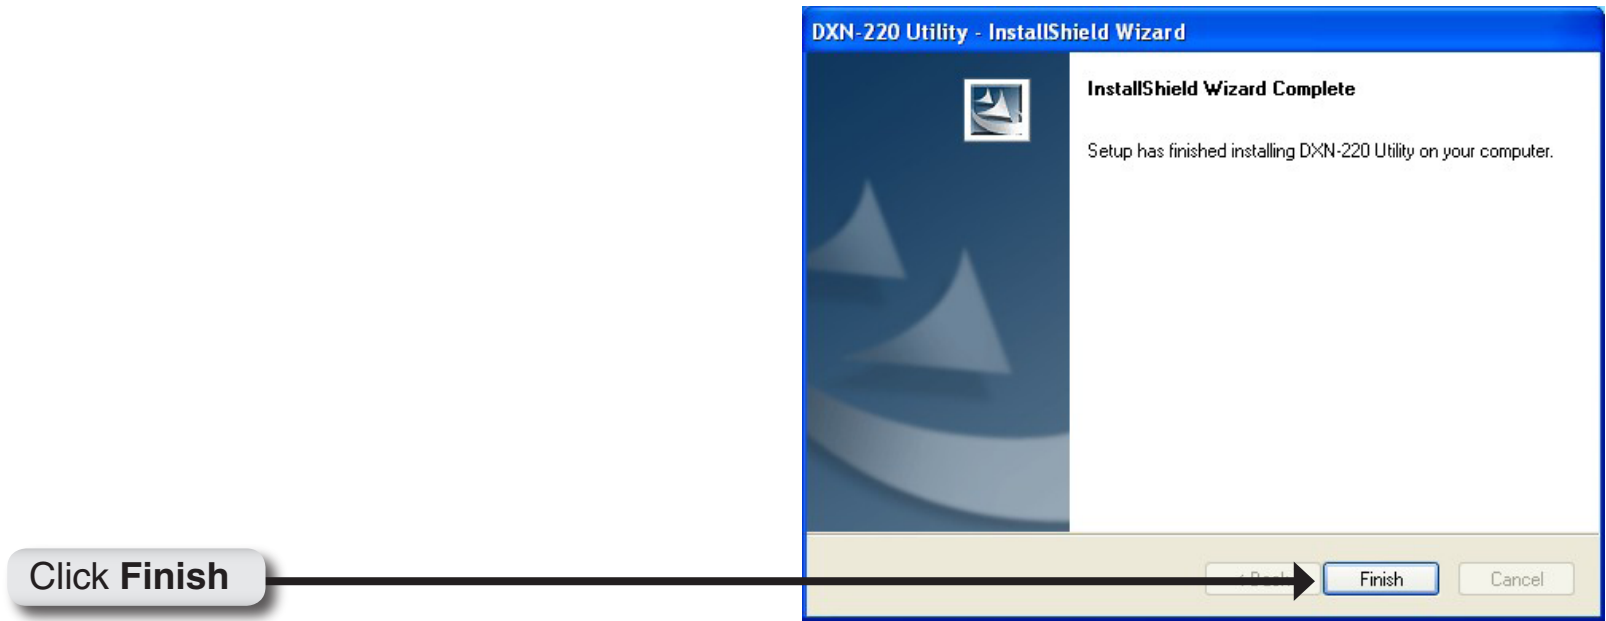 DXN-220 Utility - InstallShield Wizard
InstallShield Wizard Complete
Setup has finished installing DXN-220 Utility on your computer.
Click Finish
Finish
Cancel